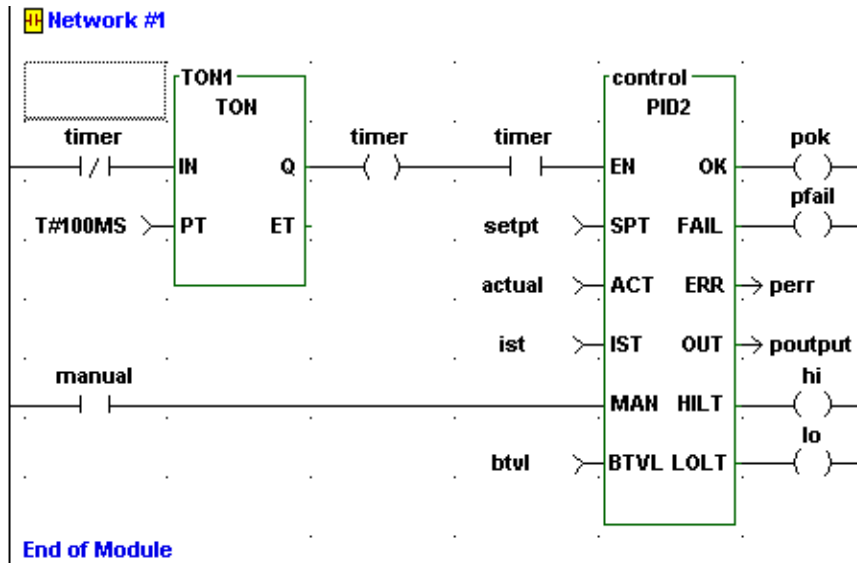 Network #1
TON1
TON
control
PID2
timer
timer
timer
pok
IN
Q
EN
OK
pfail
T#100MS
PT
ET
setpt
SPT
FAIL
actual
ACT
ERR
perr
ist
IST
OUT
poutput
manual
hi
MAN
HILT
lo
btvl
BTVL
LOLT
End of Module